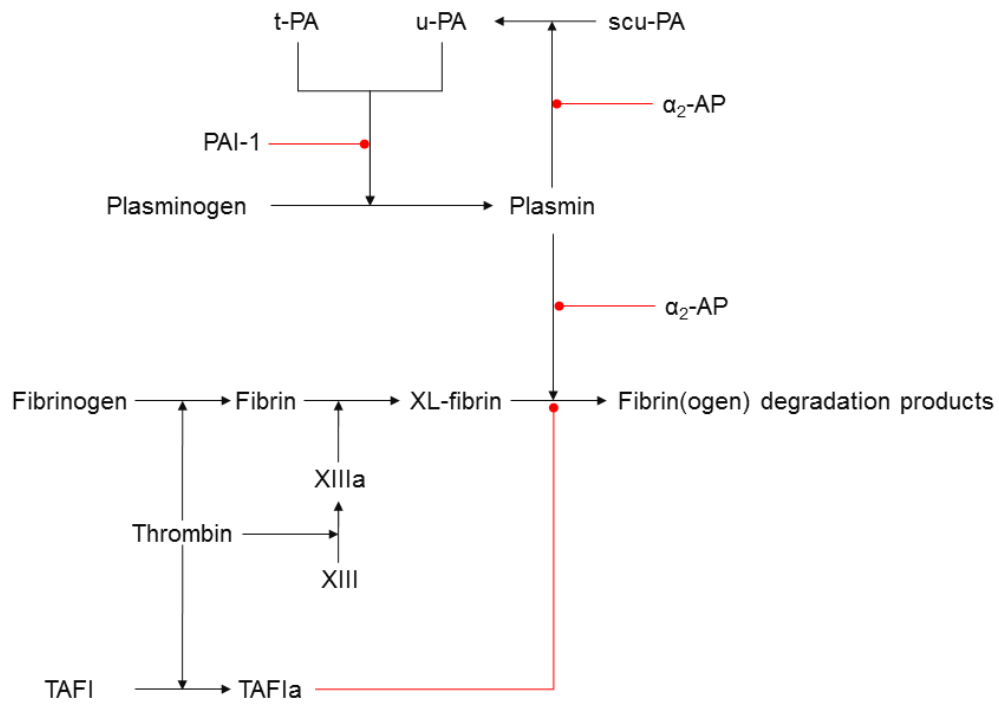 t-PA u-PA scu-PA
α₂-AP
PAI-1
Plasminogen Plasmin
α₂-AP
Fibrinogen Fibrin XL-fibrin Fibrin(ogen) degradation products
XIIIa
Thrombin
XIII
TAFI TAFIa